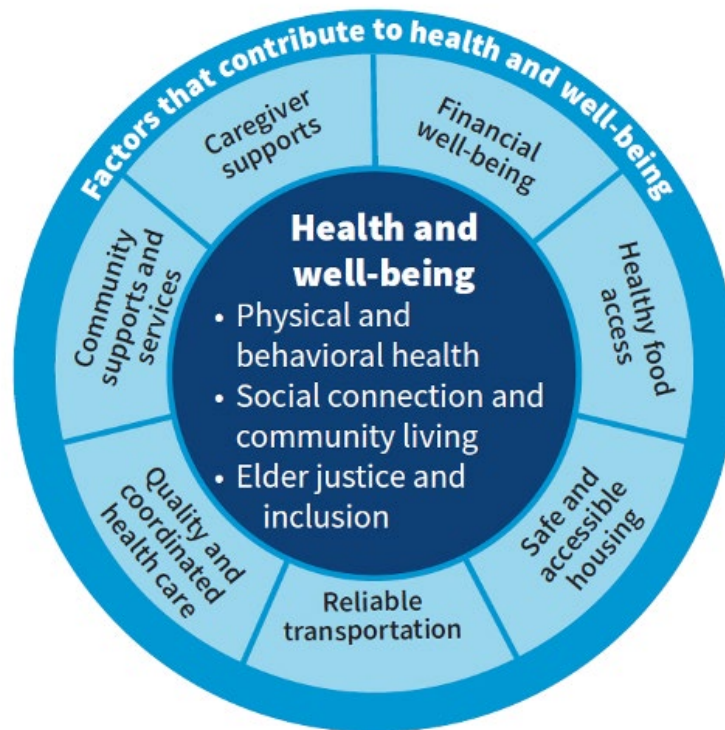 Factors that contribute to health and well-being
Caregiver
supports
Financial
well-being
Healthy food
access
Safe and
accessible
housing
Reliable
transportation
Quality and
coordinated
health care
Community
supports and
services
Health and
well-being
• Physical and
behavioral health
• Social connection and
community living
• Elder justice and
inclusion